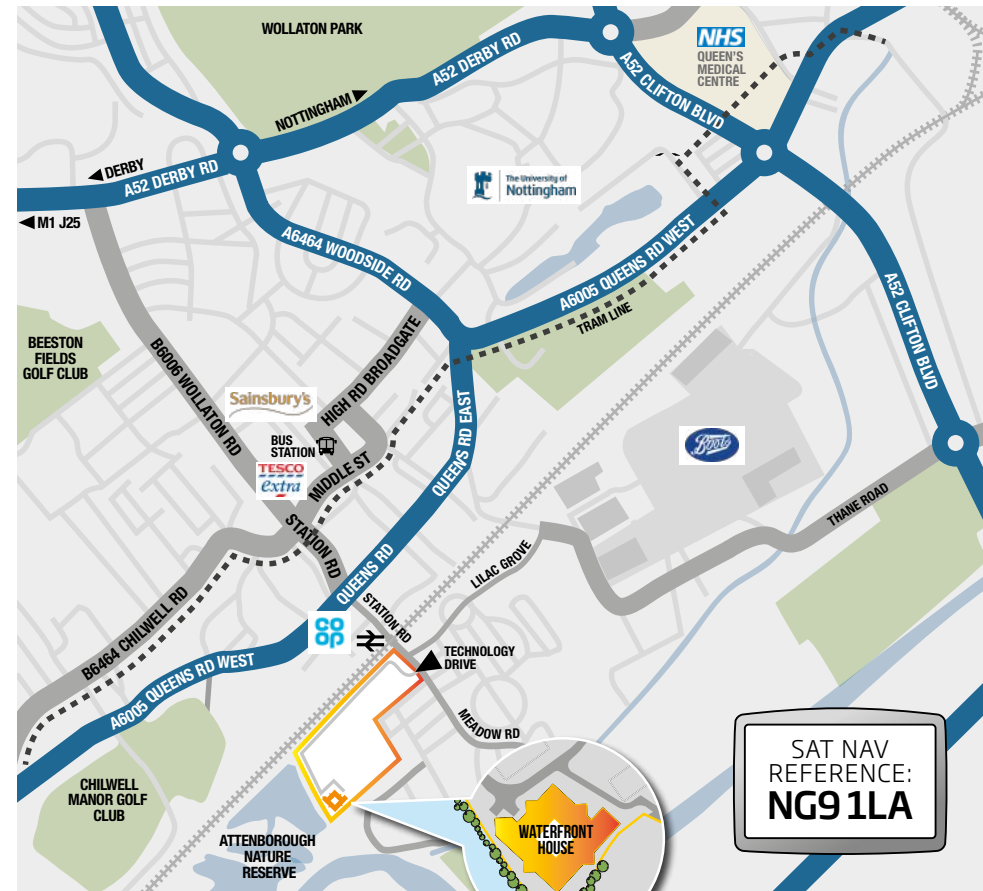 WOLLATON PARK
NHS
QUEEN'S
MEDICAL
CENTRE
A52 DERBY RD
A52 CLIFTON BLVD
NOTTINGHAM
DERBY
A52 DERBY RD
M1 J25
The University of
Nottingham
A6464 WOODSIDE RD
A6005 QUEENS RD WEST
TRAM LINE
A52 CLIFTON BLVD
BEESTON
FIELDS
GOLF CLUB
B6006 WOLLATON RD
HIGH RD BROADGATE
Sainsbury's
BUS
STATION
TESCO
extra
MIDDLE ST
QUEENS RD EAST
Boots
THANE ROAD
STATION RD
QUEENS RD
LILAC GROVE
STATION RD
CO
OP
TECHNOLOGY
DRIVE
B6464 CHILWELL RD
A6005 QUEENS RD WEST
MEADOW RD
CHILWELL
MANOR GOLF
CLUB
ATTENBOROUGH
NATURE
RESERVE
WATERFRONT
HOUSE
SAT NAV
REFERENCE:
NG9 1LA